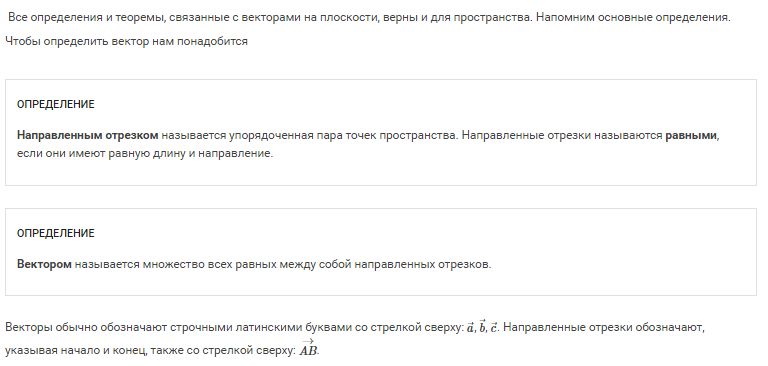 Все определения и теоремы, связанные с векторами на плоскости, верны и для пространства. Напомним основные определения.
Чтобы определить вектор нам понадобится
ОПРЕДЕЛЕНИЕ
Направленным отрезком называется упорядоченная пара точек пространства. Направленные отрезки называются равными,
если они имеют равную длину и направление.
ОПРЕДЕЛЕНИЕ
Вектором называется множество всех равных между собой направленных отрезков.
Векторы обычно обозначают строчными латинскими буквами со стрелкой сверху: $\vec{a}, \vec{b}, \vec{c}$. Направленные отрезки обозначают,
указывая начало и конец, также со стрелкой сверху: $\overrightarrow{AB}$.